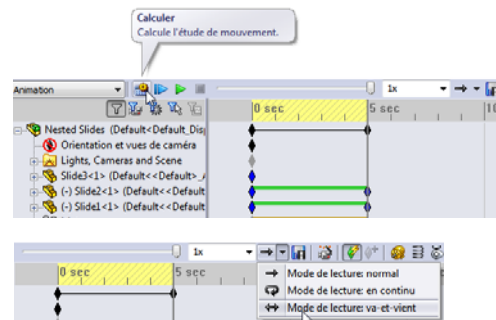 Calculer
Calcule l'étude de mouvement.
Animation
1x
0 sec
5 sec
|10
Nested Slides (Default<Default_Disp
Orientation et vues de caméra
Lights, Cameras and Scene
Slide3<1> (Default<<Default>_A
(-) Slide2<1> (Default<<Default
(-) Slide1<1> (Default<<Default
1x
0 sec
5 sec
Mode de lecture: normal
Mode de lecture: en continu
Mode de lecture: va-et-vient